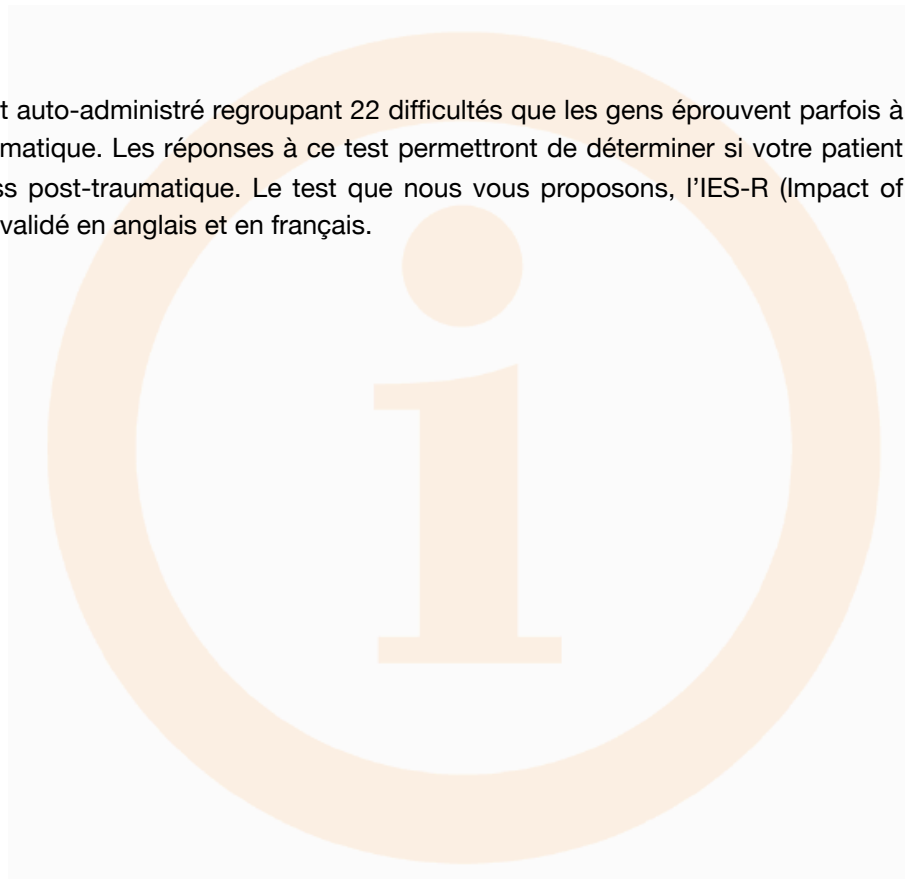 t auto-administré regroupant 22 difficultés que les gens éprouvent parfois à
matique. Les réponses à ce test permettront de déterminer si votre patient
ss post-traumatique. Le test que nous vous proposons, l’IES-R (Impact of
validé en anglais et en français.